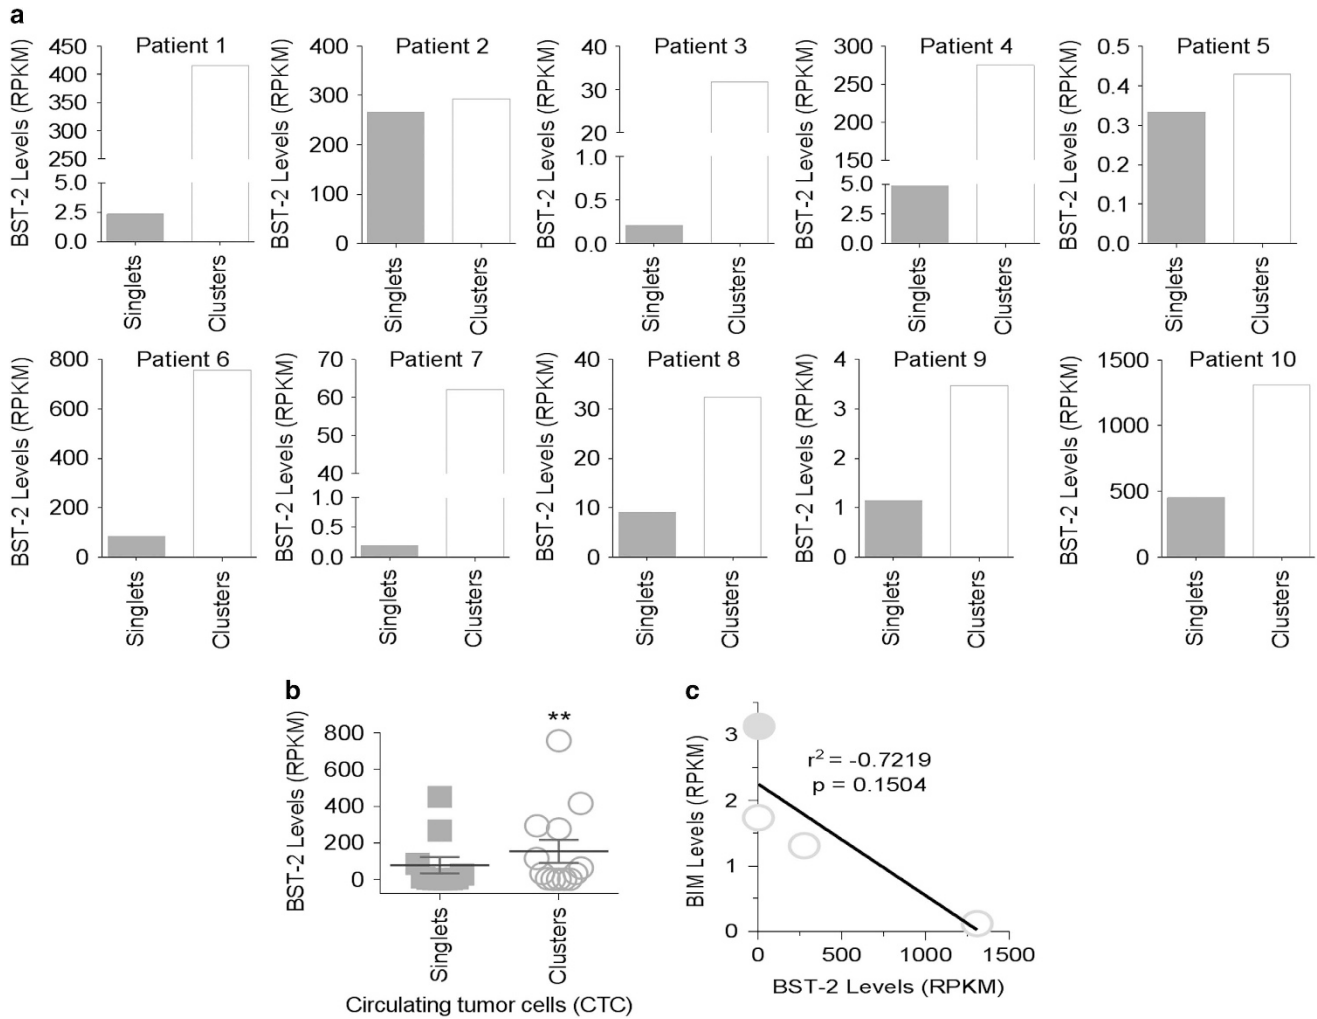 a
Patient 1
BST-2 Levels (RPKM)
450
400
350
300
250
5.0
2.5
0.0
Singlets
Clusters
Patient 2
BST-2 Levels (RPKM)
400
300
200
100
0
Singlets
Clusters
Patient 3
BST-2 Levels (RPKM)
40
30
20
1.0
0.5
0.0
Singlets
Clusters
Patient 4
BST-2 Levels (RPKM)
300
250
200
150
5.0
2.5
0.0
Singlets
Clusters
Patient 5
BST-2 Levels (RPKM)
0.5
0.4
0.3
0.2
0.1
0.0
Singlets
Clusters
Patient 6
BST-2 Levels (RPKM)
800
600
400
200
0
Singlets
Clusters
Patient 7
BST-2 Levels (RPKM)
70
60
50
40
1.0
0.5
0.0
Singlets
Clusters
Patient 8
BST-2 Levels (RPKM)
40
30
20
10
0
Singlets
Clusters
Patient 9
BST-2 Levels (RPKM)
4
3
2
1
0
Singlets
Clusters
Patient 10
BST-2 Levels (RPKM)
1500
1000
500
0
Singlets
Clusters
b
BST-2 Levels (RPKM)
800
600
400
200
0
**
Singlets
Clusters
Circulating tumor cells (CTC)
c
BIM Levels (RPKM)
3
2
1
0
r² = -0.7219
p = 0.1504
0
500
1000
1500
BST-2 Levels (RPKM)